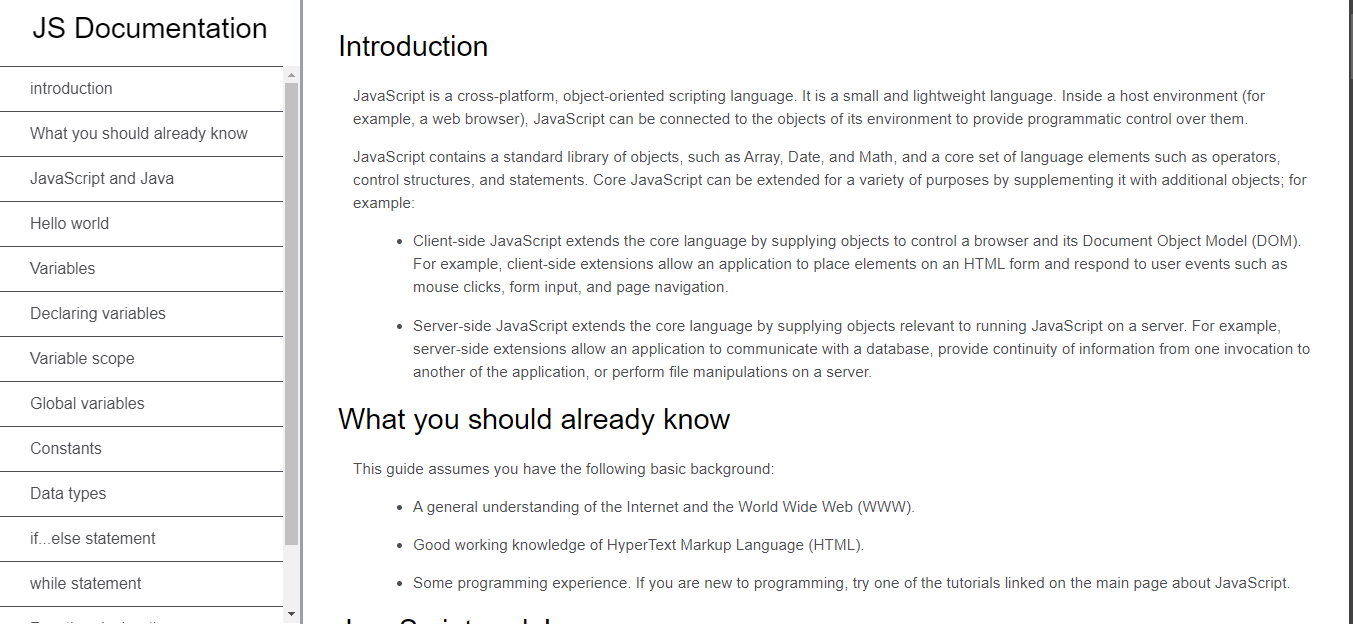 JS Documentation
introduction
What you should already know
JavaScript and Java
Hello world
Variables
Declaring variables
Variable scope
Global variables
Constants
Data types
if...else statement
while statement
Introduction
JavaScript is a cross-platform, object-oriented scripting language. It is a small and lightweight language. Inside a host environment (for
example, a web browser), JavaScript can be connected to the objects of its environment to provide programmatic control over them.
JavaScript contains a standard library of objects, such as Array, Date, and Math, and a core set of language elements such as operators,
control structures, and statements. Core JavaScript can be extended for a variety of purposes by supplementing it with additional objects; for
example:
• Client-side JavaScript extends the core language by supplying objects to control a browser and its Document Object Model (DOM).
For example, client-side extensions allow an application to place elements on an HTML form and respond to user events such as
mouse clicks, form input, and page navigation.
• Server-side JavaScript extends the core language by supplying objects relevant to running JavaScript on a server. For example,
server-side extensions allow an application to communicate with a database, provide continuity of information from one invocation to
another of the application, or perform file manipulations on a server.
What you should already know
This guide assumes you have the following basic background:
• A general understanding of the Internet and the World Wide Web (WWW).
• Good working knowledge of HyperText Markup Language (HTML).
• Some programming experience. If you are new to programming, try one of the tutorials linked on the main page about JavaScript.